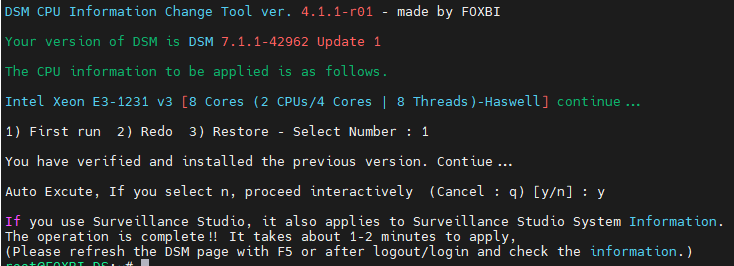 DSM CPU Information Change Tool ver. 4.1.1-r01 - made by FOXBI
Your version of DSM is DSM 7.1.1-42962 Update 1
The CPU information to be applied is as follows.
Intel Xeon E3-1231 v3 [8 Cores (2 CPUs/4 Cores | 8 Threads)-Haswell] continue...
1) First run  2) Redo  3) Restore - Select Number : 1
You have verified and installed the previous version. Contiue...
Auto Excute, If you select n, proceed interactively  (Cancel : q) [y/n] : y
If you use Surveillance Studio, it also applies to Surveillance Studio System Information.
The operation is complete!! It takes about 1-2 minutes to apply,
(Please refresh the DSM page with F5 or after logout/login and check the information.)
root@FOXBI-DS:~#